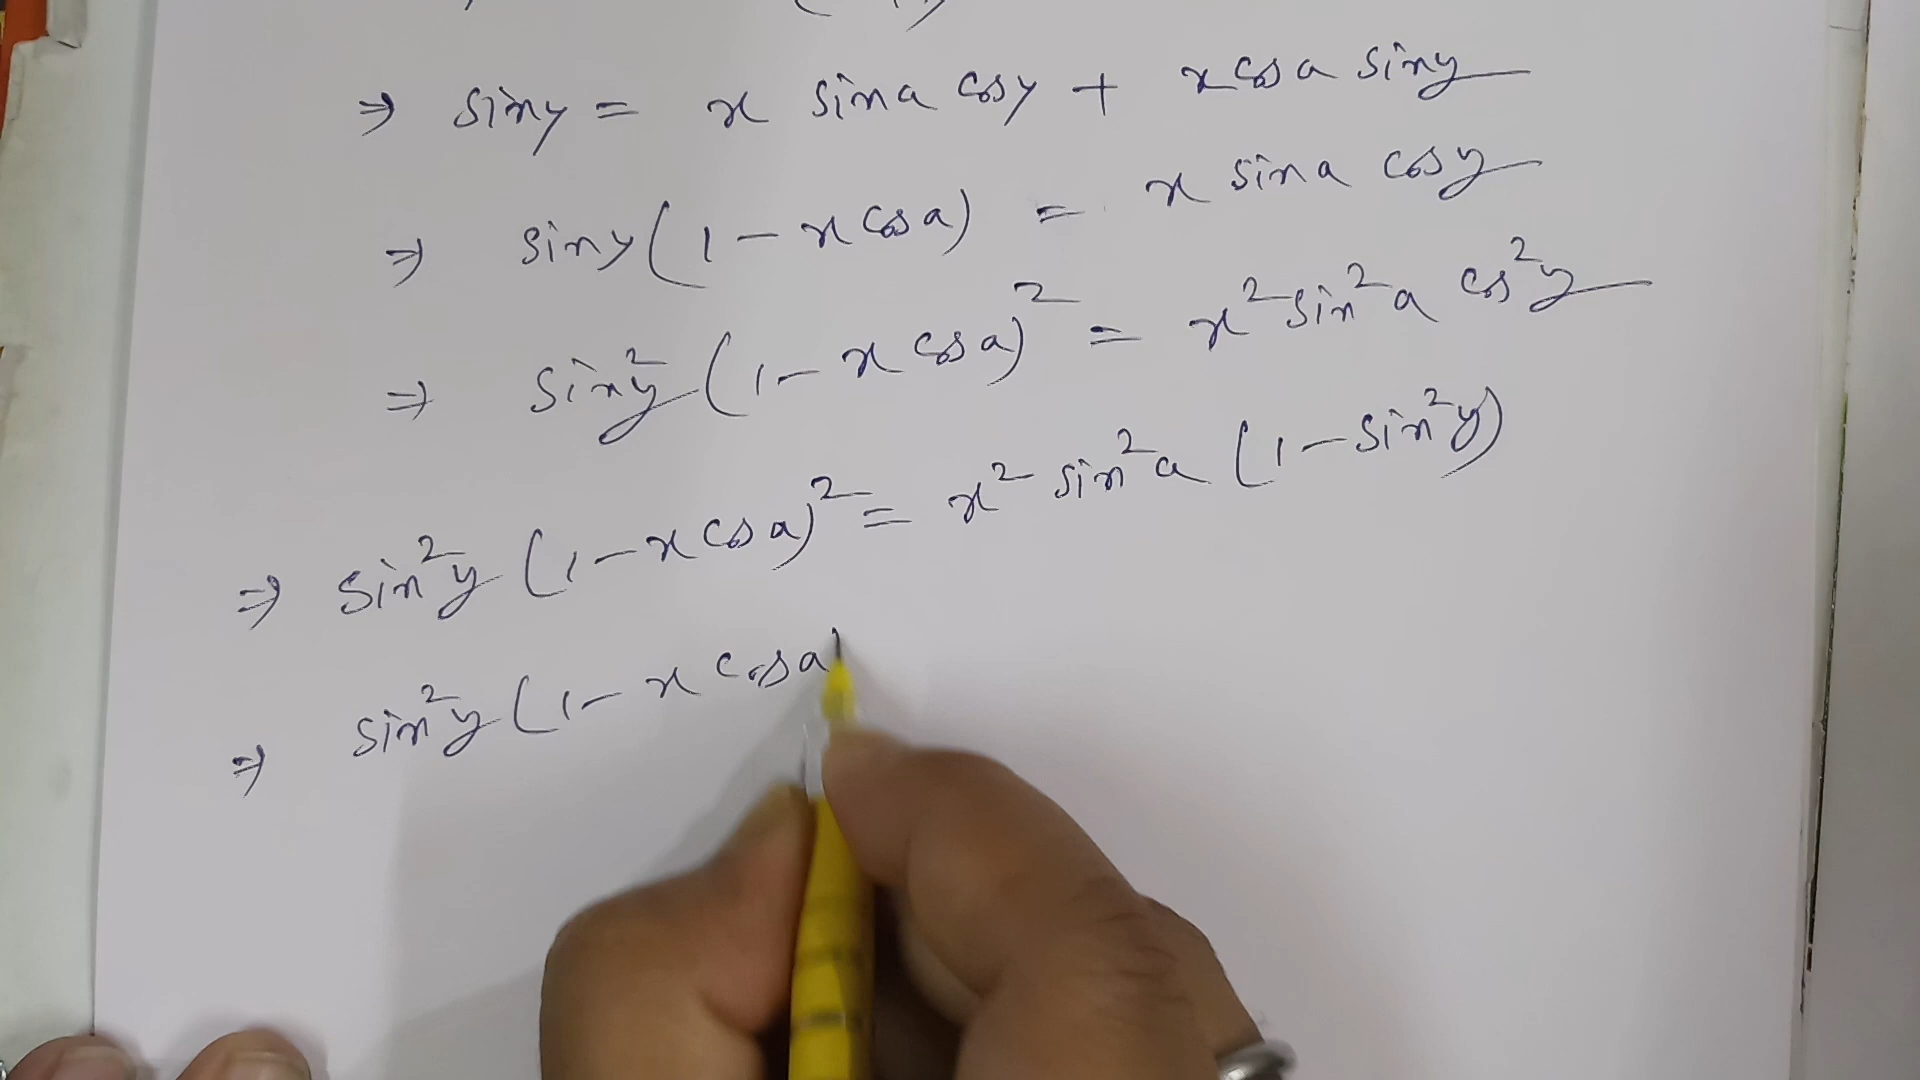 ⇒ siny = x sina cosy + x cosa siny
⇒ siny(1 - x cosa) = x sina cosy
⇒ sin²y (1 - x cosa)² = x² sin²a cos²y
⇒ sin²y (1 - x cosa)² = x² sin²a (1 - sin²y)
⇒ sin²y (1 - x cosa)